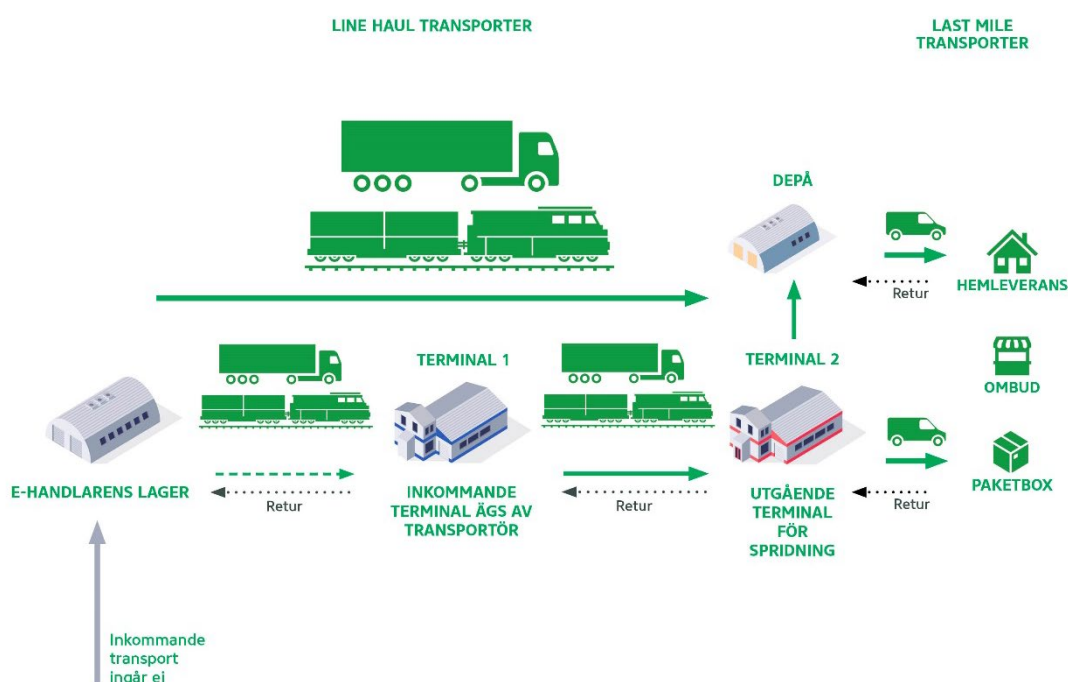 LINE HAUL TRANSPORTER
LAST MILE
TRANSPORTER
DEPÅ
Retur
HEMLEVERANS
TERMINAL 1
TERMINAL 2
OMBUD
E-HANDLARENS LAGER
Retur
INKOMMANDE
TERMINAL ÄGS AV
TRANSPORTÖR
Retur
UTGÅENDE
TERMINAL
FÖR
SPRIDNING
Retur
PAKETBOX
Inkommande
transport
ingår ej